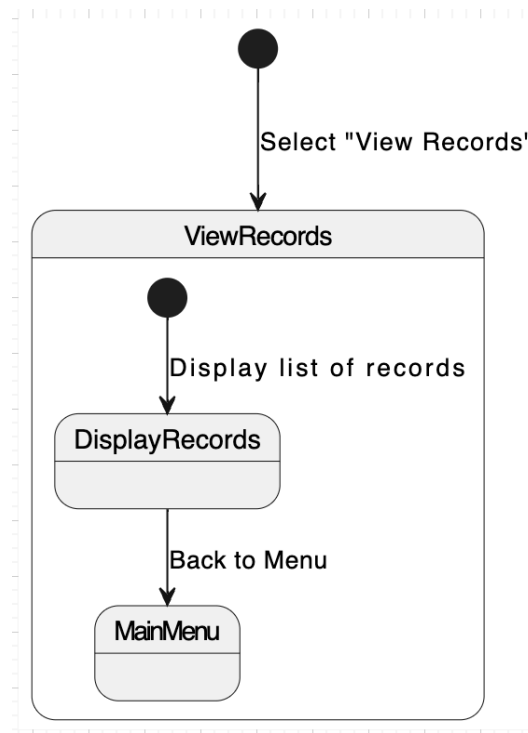 Select "View Records'
ViewRecords
Display list of records
DisplayRecords
Back to Menu
MainMenu